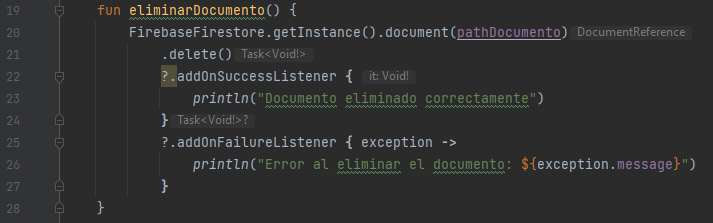 19 fun eliminarDocumento() {
20 FirebaseFirestore.getInstance().document(pathDocumento) DocumentReference
21 .delete() Task<Void!>
22 ?.addOnSuccessListener { it: Void!
23 println("Documento eliminado correctamente")
24 } Task<Void!>?
25 ?.addOnFailureListener { exception ->
26 println("Error al eliminar el documento: ${exception.message}")
27 }
28 }